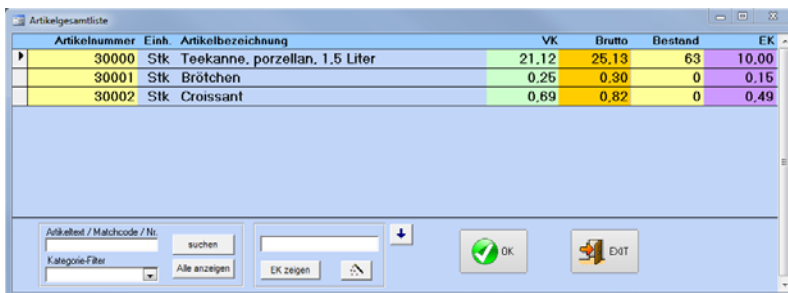 Artikelgesamtliste
Artikelnummer Einh. Artikelbezeichnung VK Brutto Bestand EK
30000 Stk Teekanne, porzellan, 1,5 Liter 21,12 25,13 63 10,00
30001 Stk Brötchen 0,25 0,30 0 0,15
30002 Stk Croissant 0,69 0,82 0 0,49
Artikeltext / Matchcode / Nr.
suchen
Kategorie-Filter
Alle anzeigen
EK zeigen
OK
EXIT